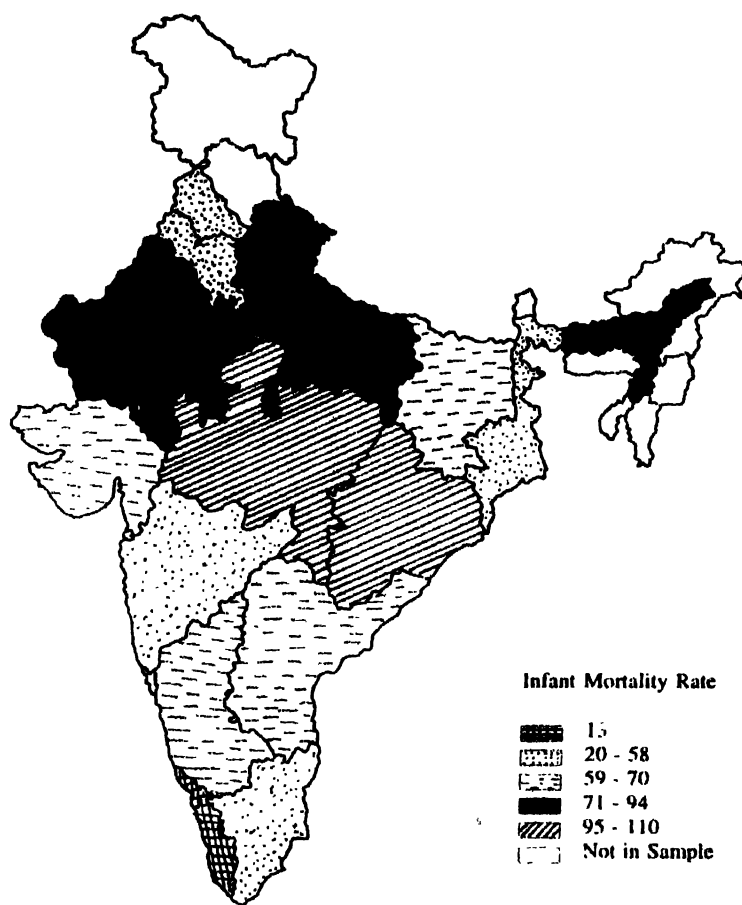 Infant Mortality Rate
15
20 - 58
59 - 70
71 - 94
95 - 110
Not in Sample